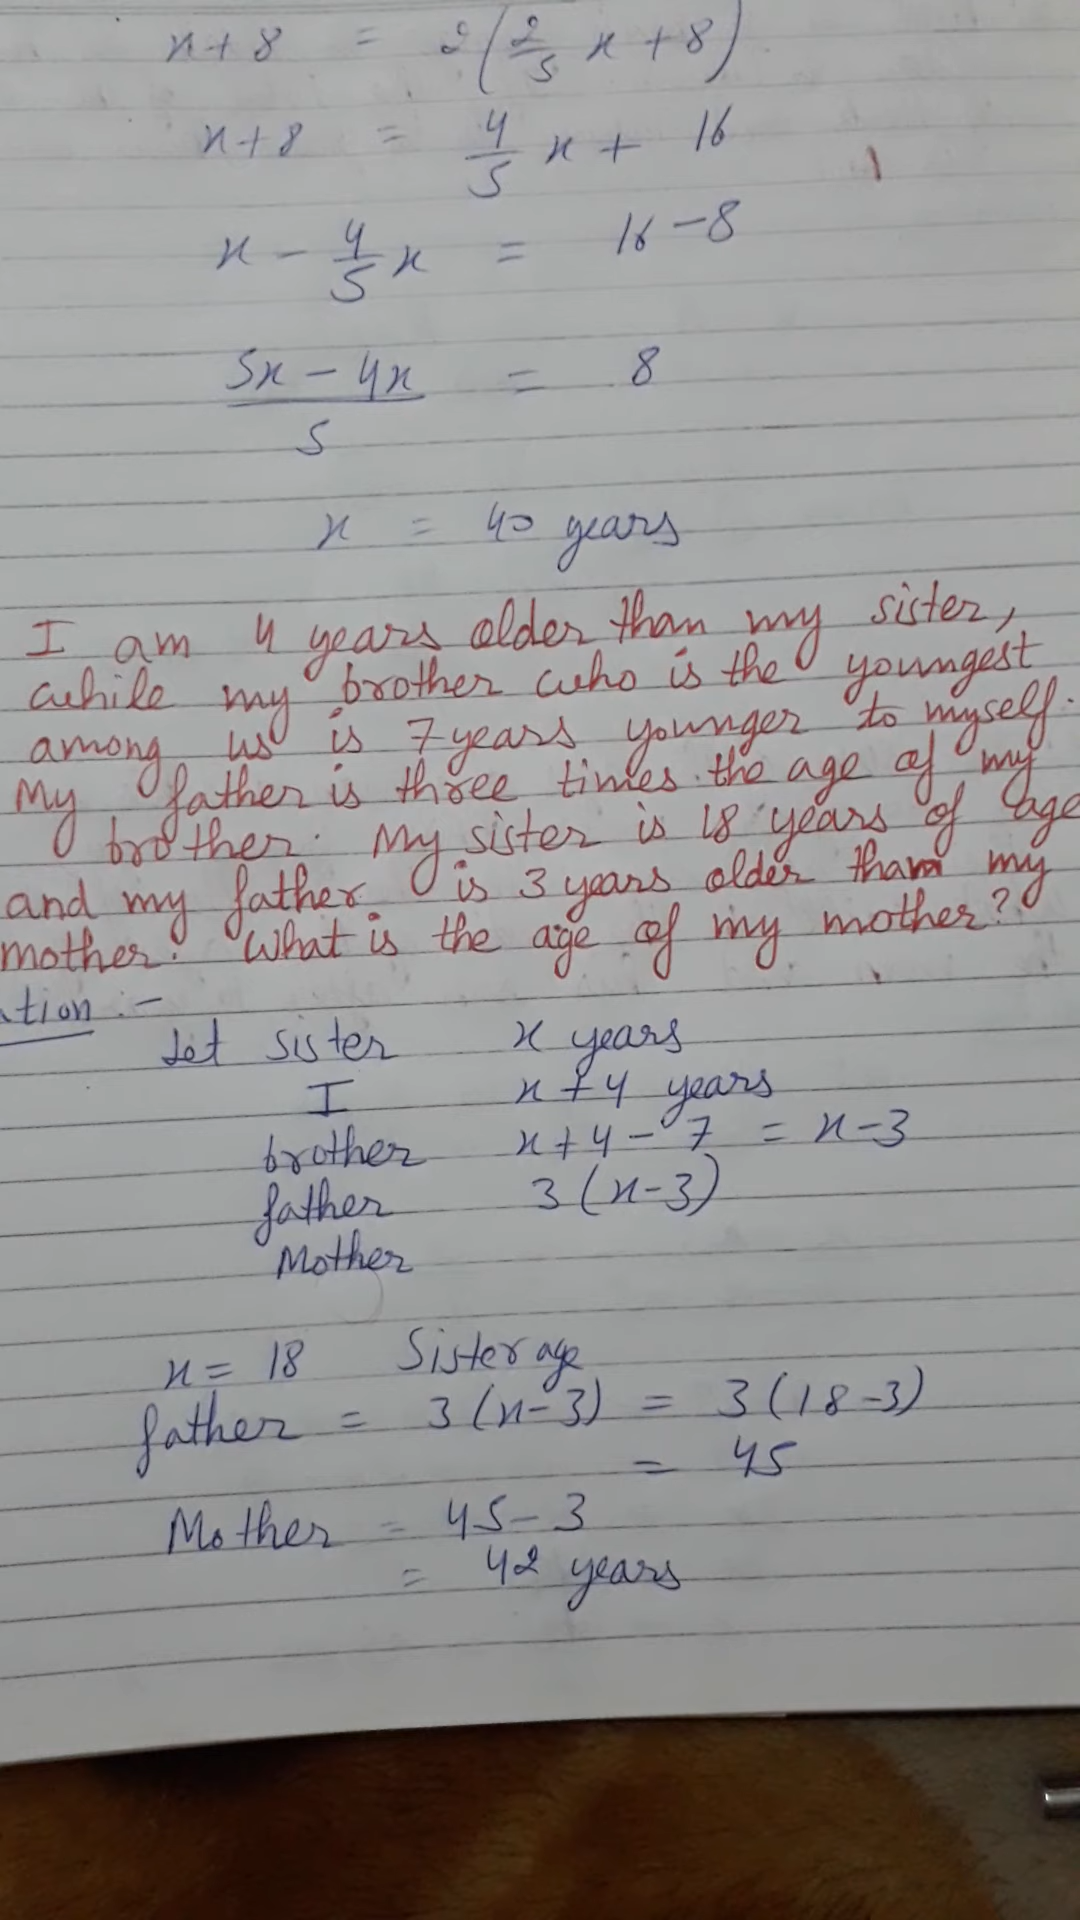 x+8 = 2(2/5 x + 8)
x+8 = 4/5 x + 16
x - 4/5 x = 16-8
5x - 4x / 5 = 8
x = 40 years
I am 4 years older than my sister,
while my brother who is the youngest
among us is 7 years younger to myself.
My father is three times the age of my
brother. My sister is 18 years of age
and my father is 3 years older than my
mother. What is the age of my mother?
ation :-
Let sister x years
I x + 4 years
brother x+4-7 = x-3
father 3(x-3)
Mother
x = 18 Sister age
father = 3(x-3) = 3(18-3)
= 45
Mother = 45-3
= 42 years